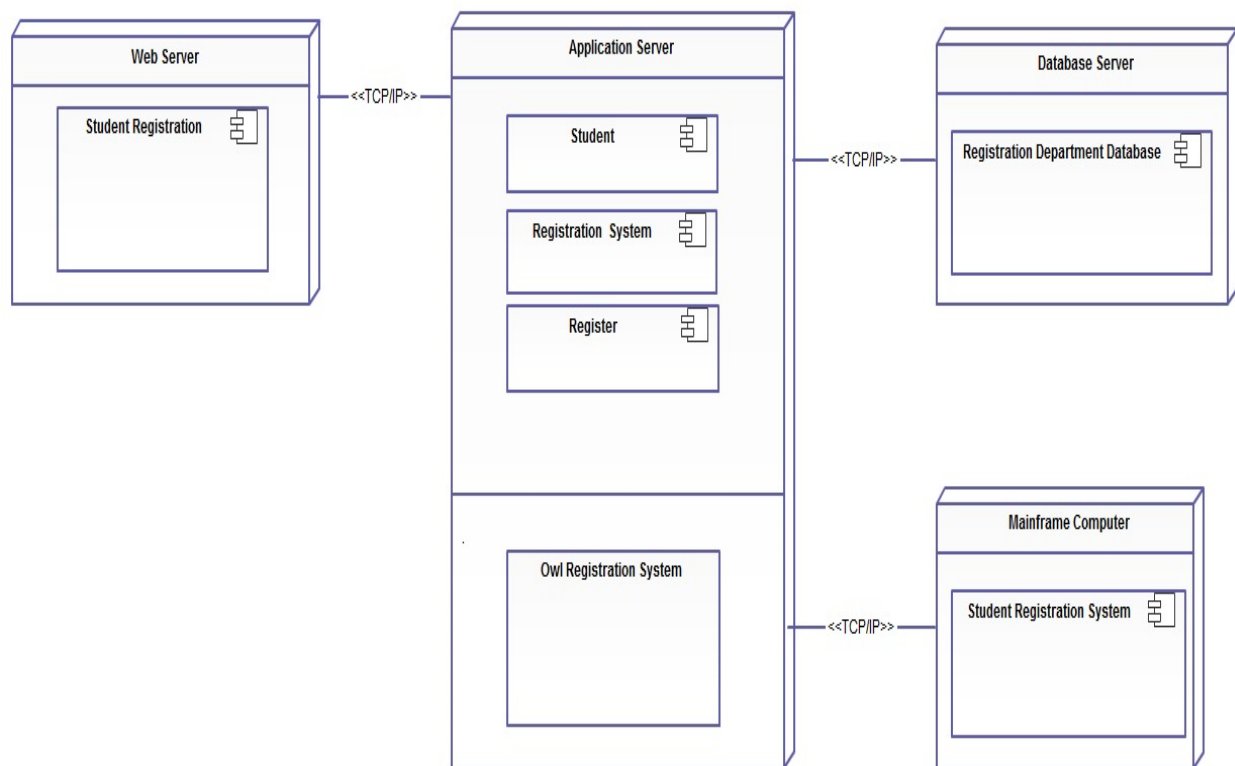 Web Server
Student Registration
<<TCP/IP>>
Application Server
Student
Registration System
Register
Owl Registration System
<<TCP/IP>>
Database Server
Registration Department Database
<<TCP/IP>>
Mainframe Computer
Student Registration System